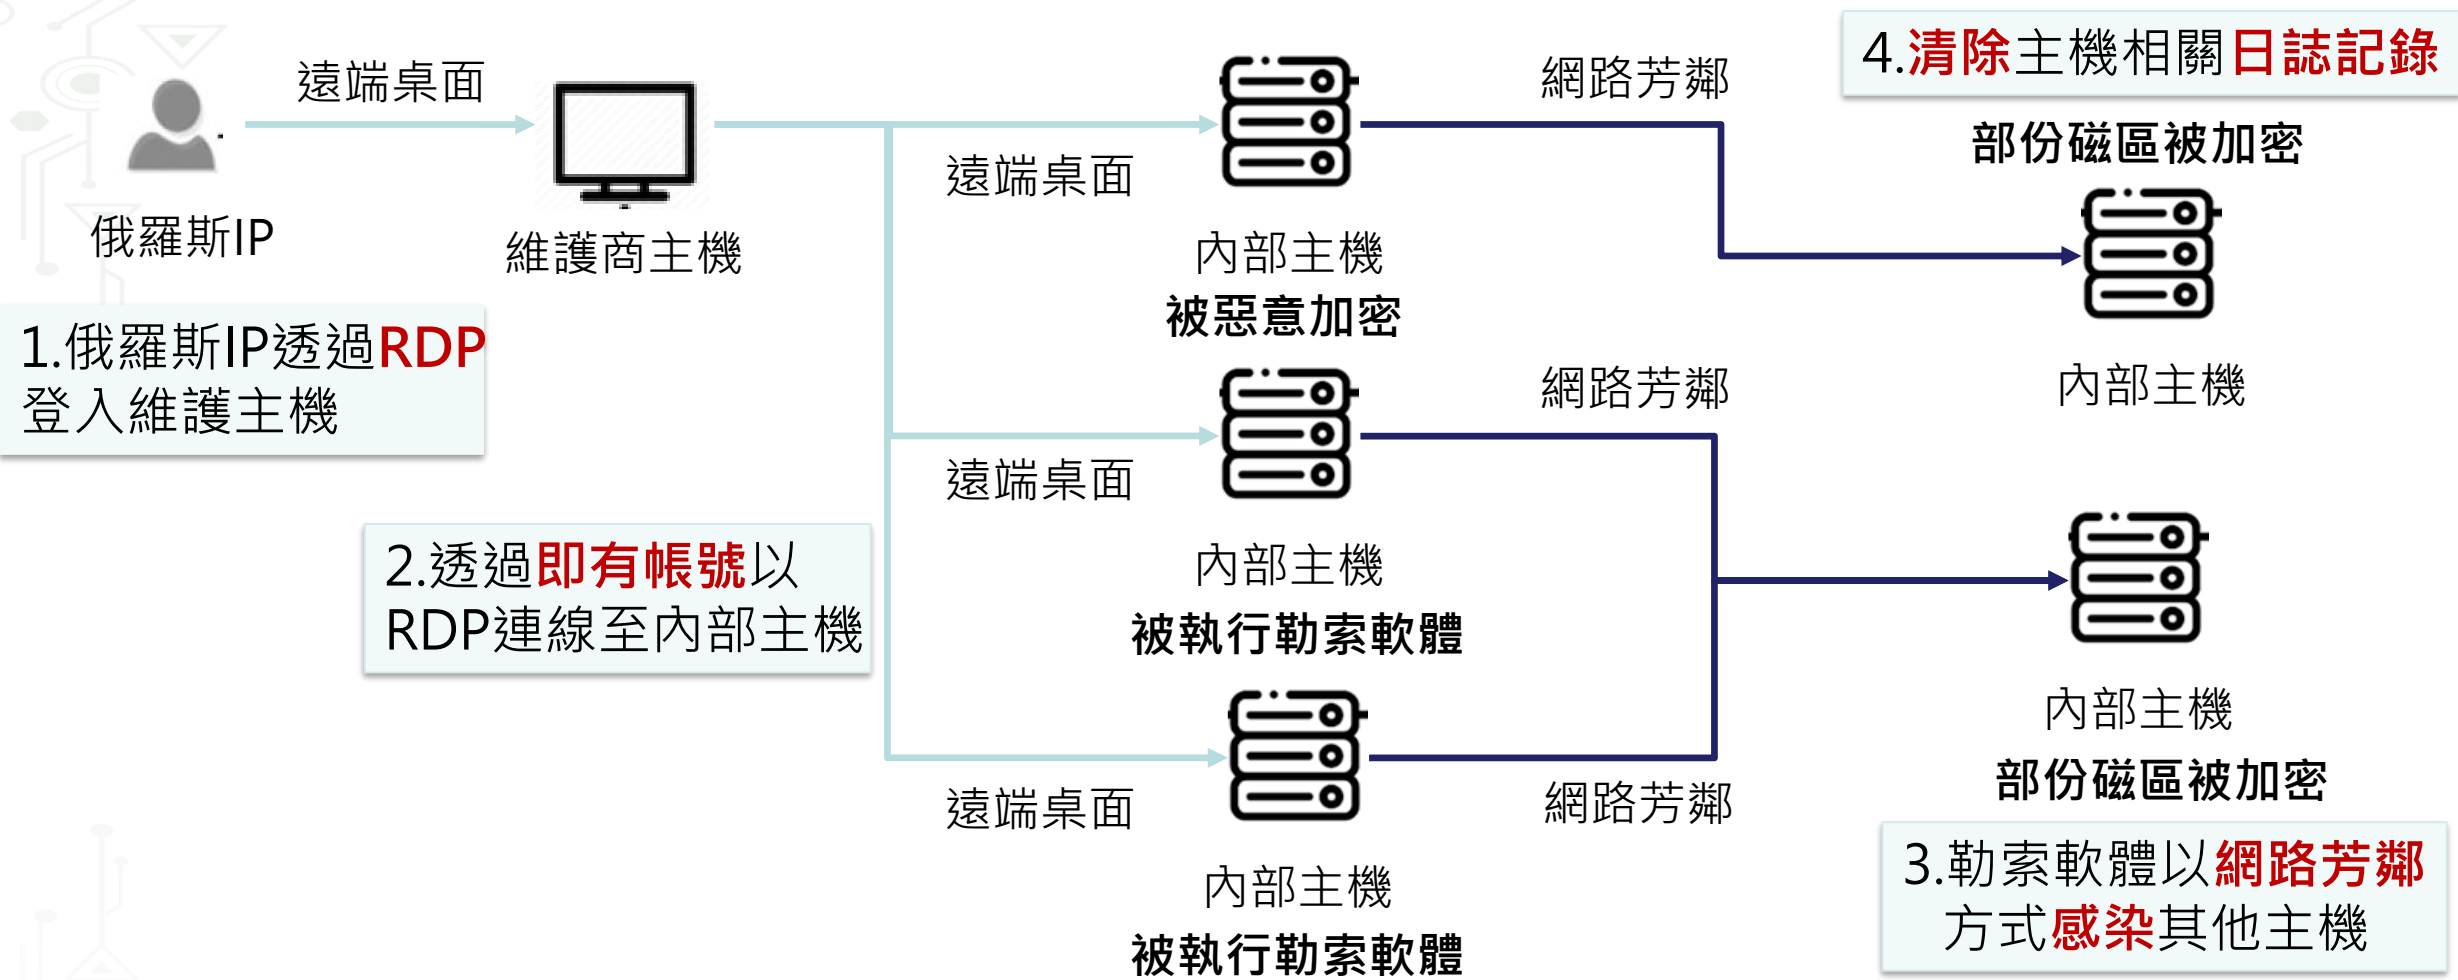 遠端桌面
俄羅斯IP
維護商主機
1.俄羅斯IP透過RDP
登入維護主機
2.透過即有帳號以
RDP連線至內部主機
遠端桌面
內部主機
被惡意加密
遠端桌面
內部主機
被執行勒索軟體
遠端桌面
內部主機
被執行勒索軟體
網路芳鄰
網路芳鄰
網路芳鄰
4.清除主機相關日誌記錄
部份磁區被加密
內部主機
內部主機
部份磁區被加密
3.勒索軟體以網路芳鄰
方式感染其他主機